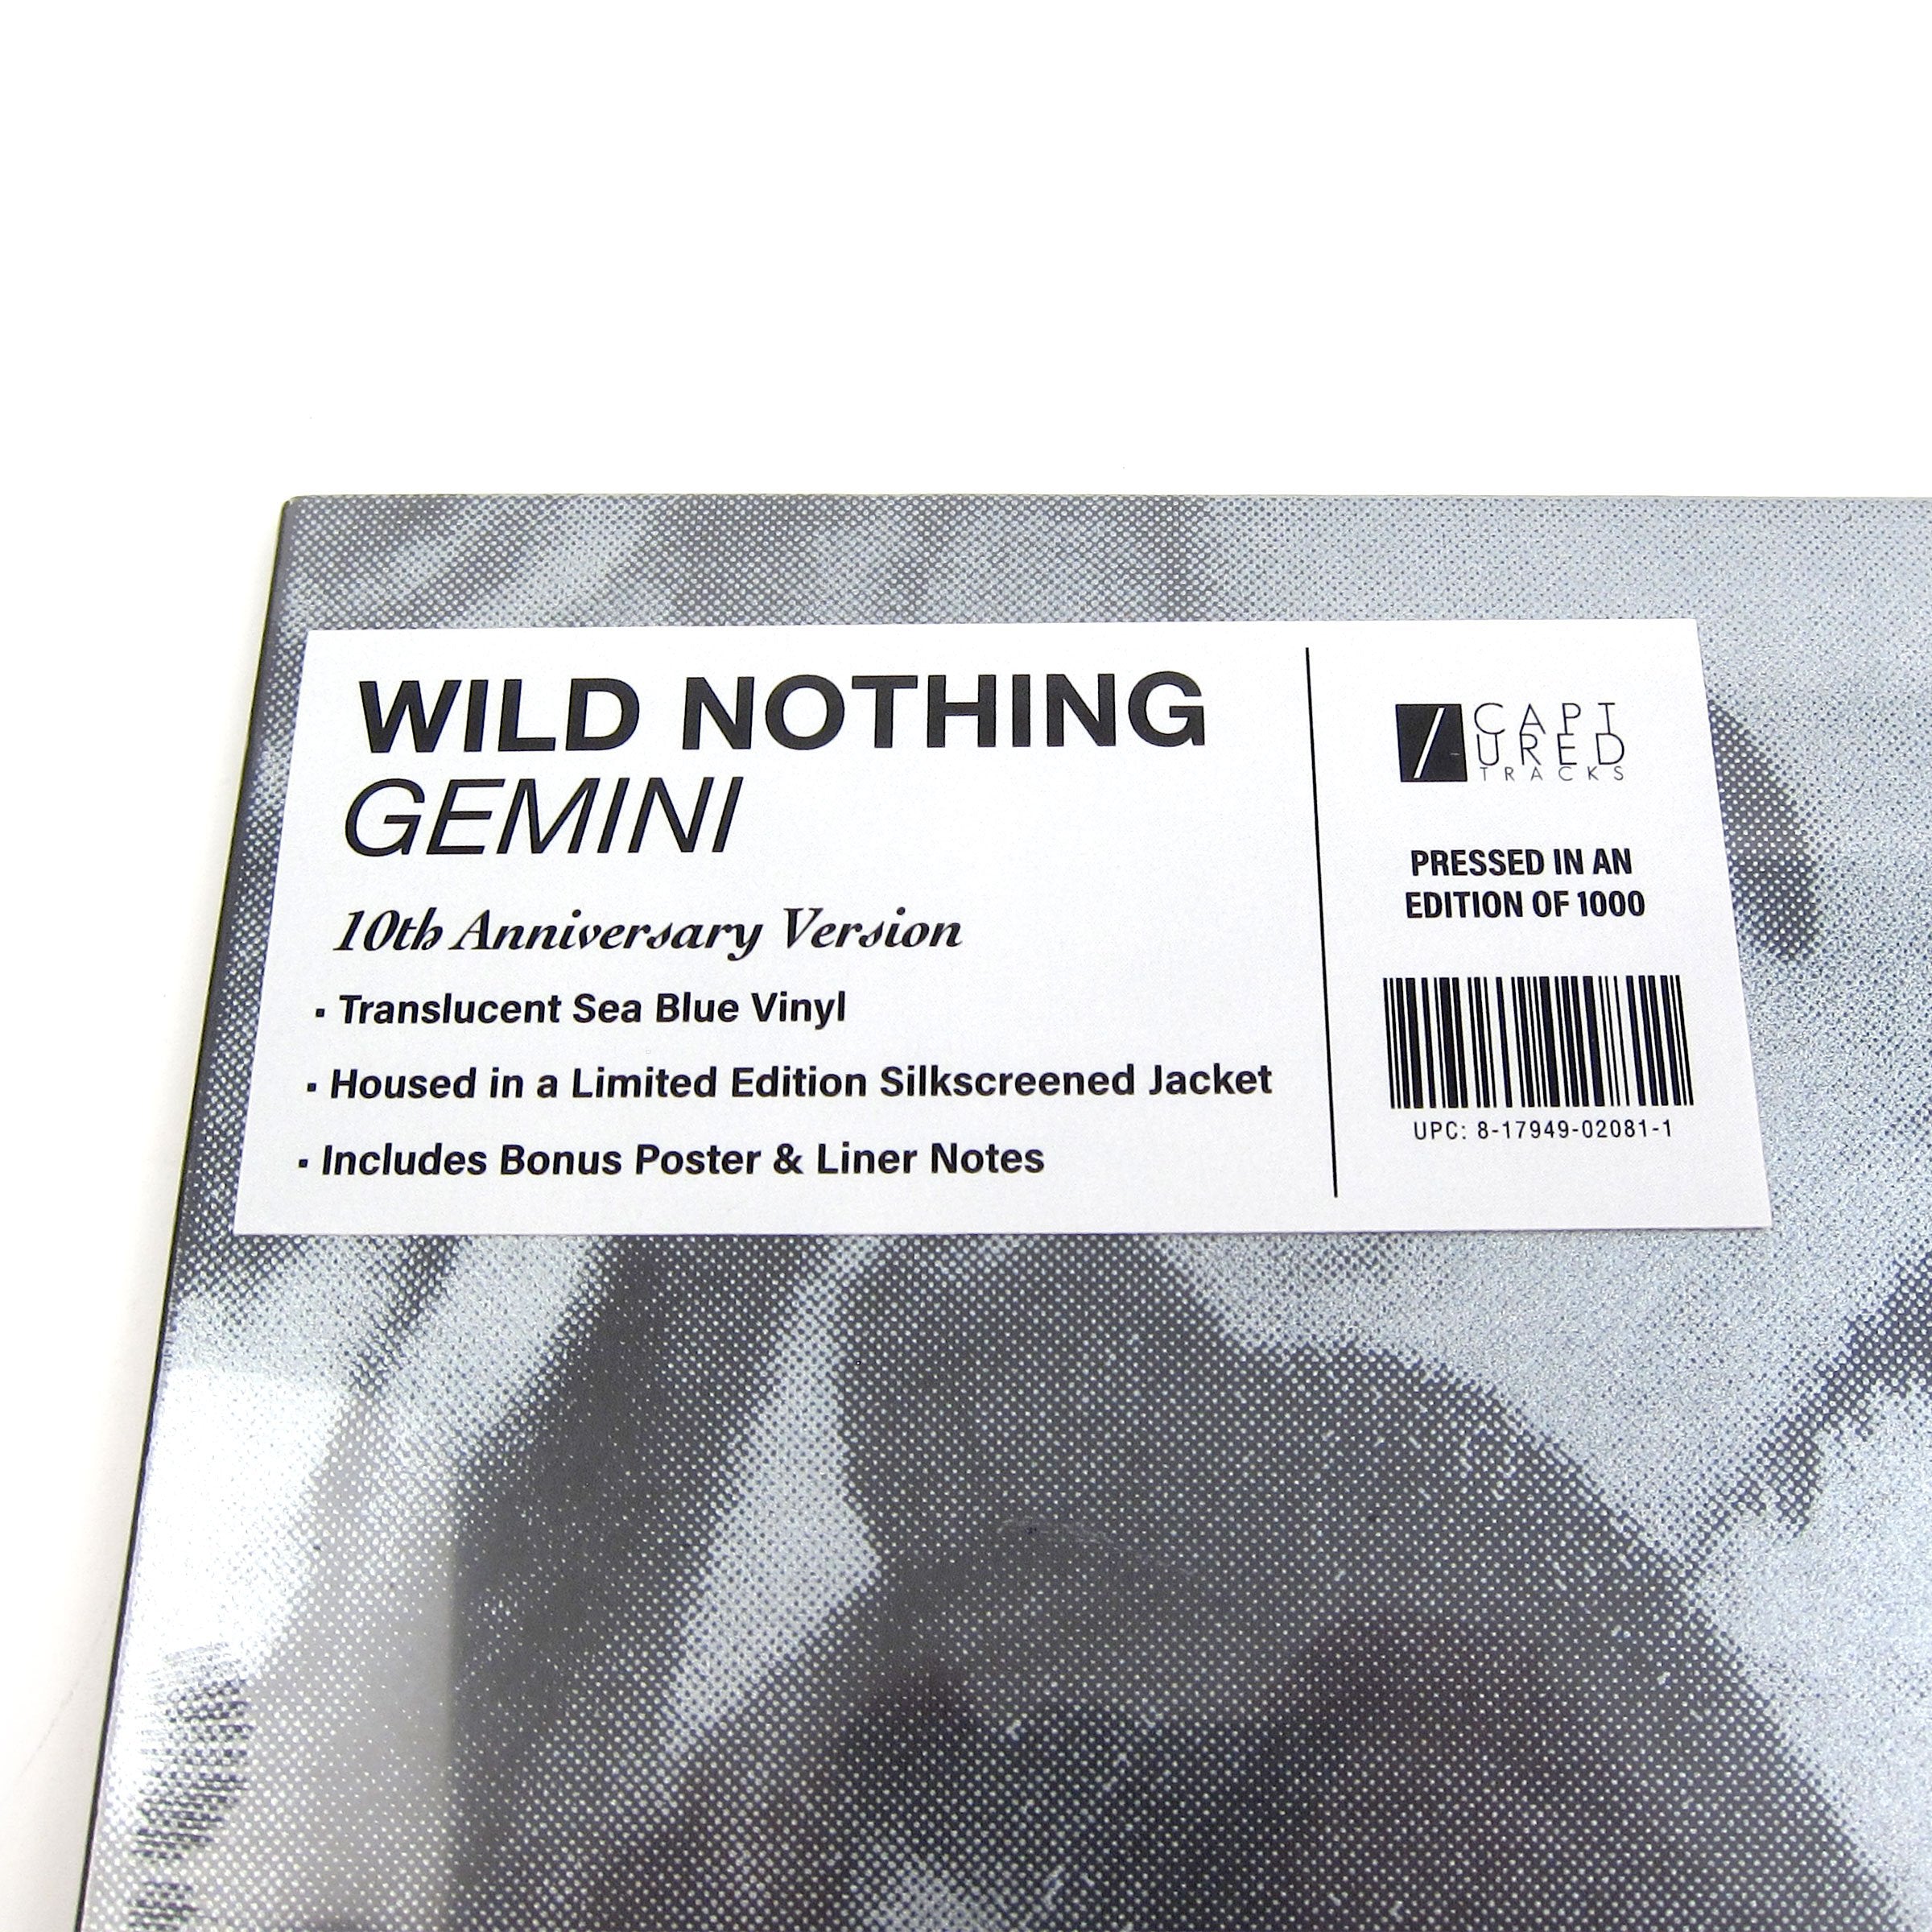 WILD NOTHING
GEMINI
10th Anniversary Version
▪ Translucent Sea Blue Vinyl
▪ Housed in a Limited Edition Silkscreened Jacket
▪ Includes Bonus Poster & Liner Notes
CAPT
URED
TRACKS
PRESSED IN AN
EDITION OF 1000
UPC: 8-17949-02081-1